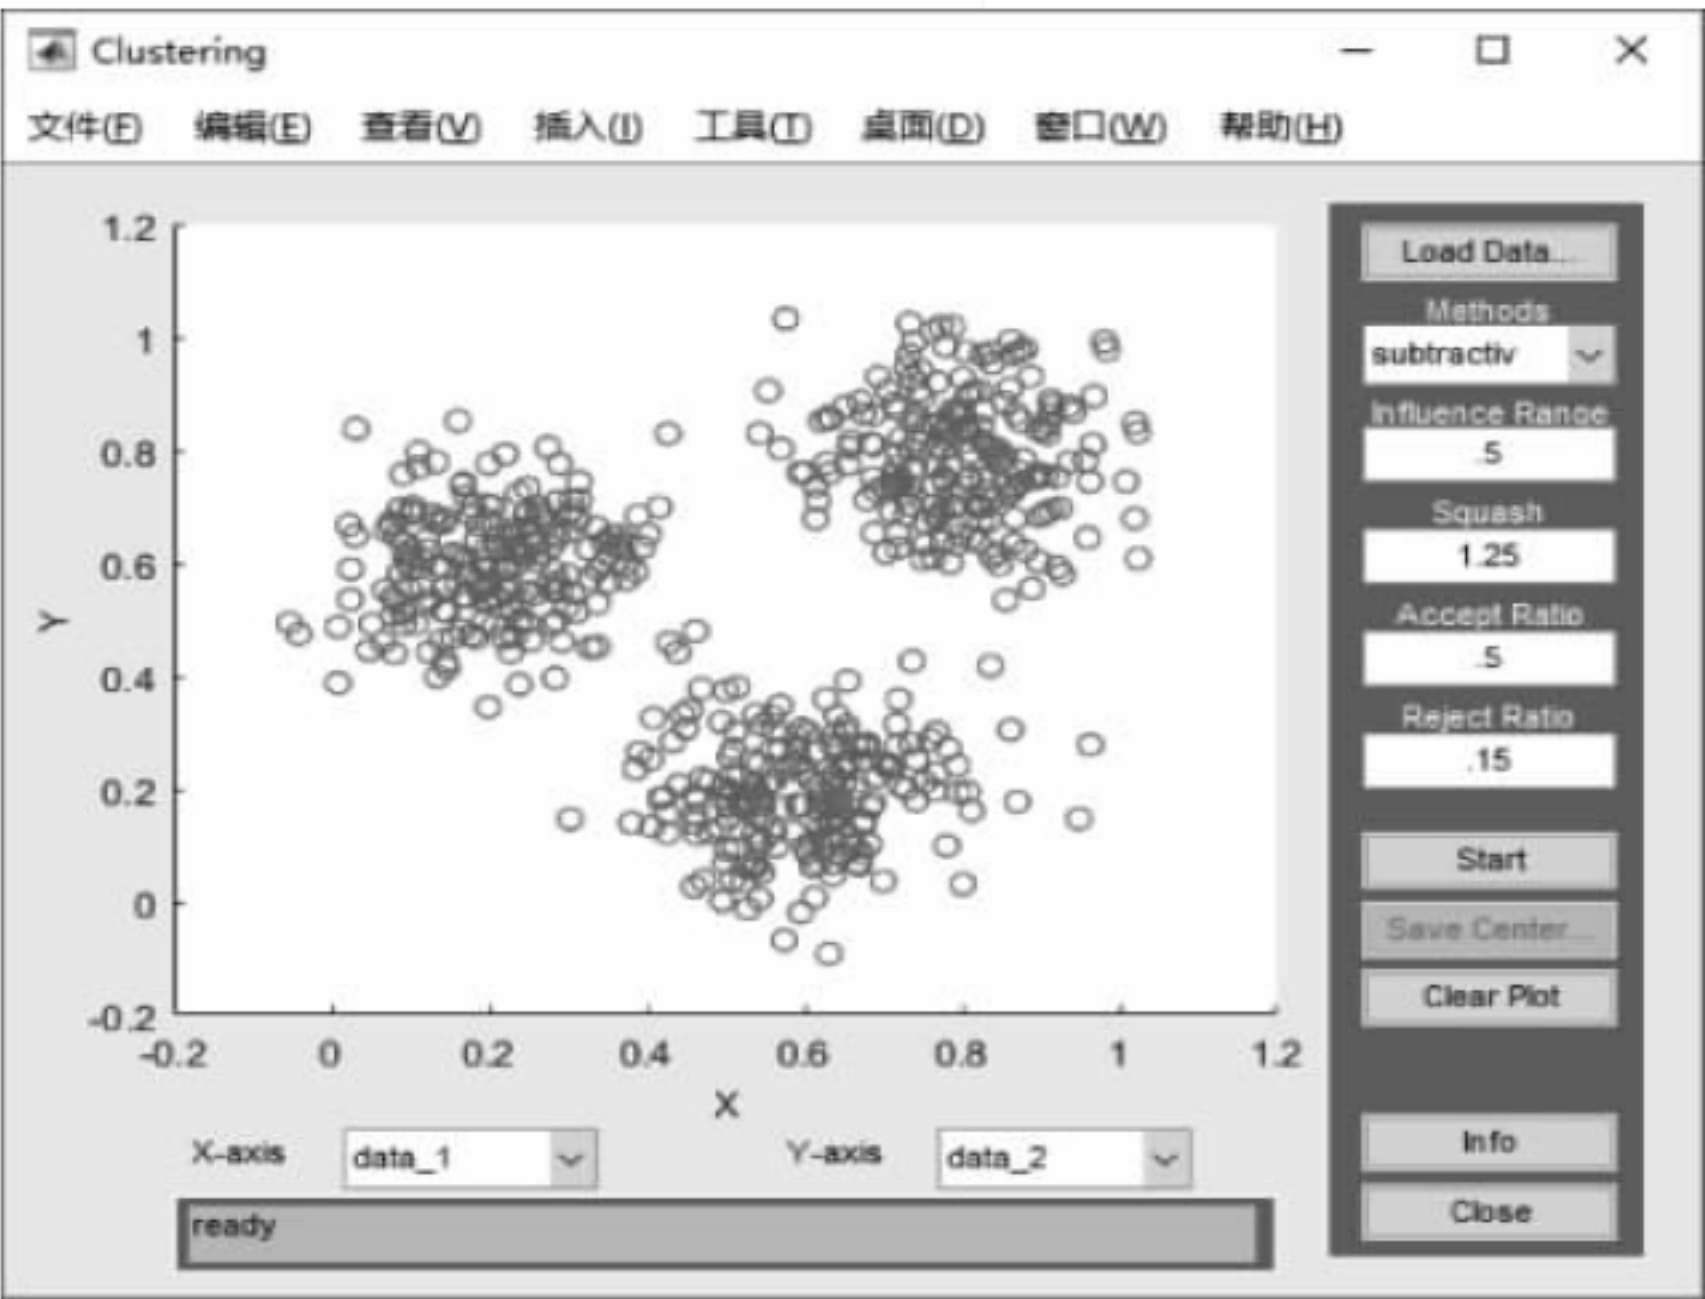 Clustering
文件(F) 编辑(E) 查看(V) 插入(I) 工具(T) 桌面(D) 窗口(W) 帮助(H)
1.2
1
0.8
0.6
0.4
0.2
0
-0.2
Y
-0.2 0 0.2 0.4 0.6 0.8 1 1.2
X
X-axis data_1 Y-axis data_2
ready
Load Data...
Methods
subtractiv
Influence Range
.5
Squash
1.25
Accept Ratio
.5
Reject Ratio
.15
Start
Save Center...
Clear Plot
Info
Close